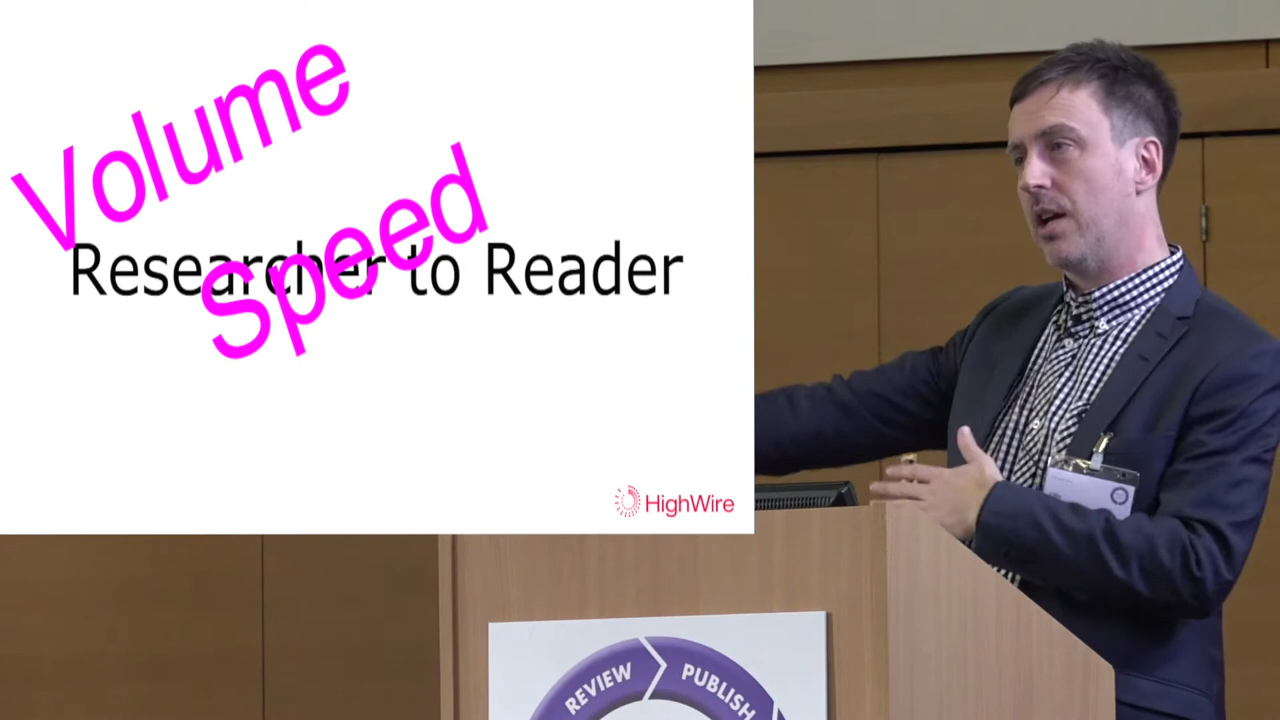 Volume
Speed
Researcher to Reader
HighWire
REVIEW
PUBLISH